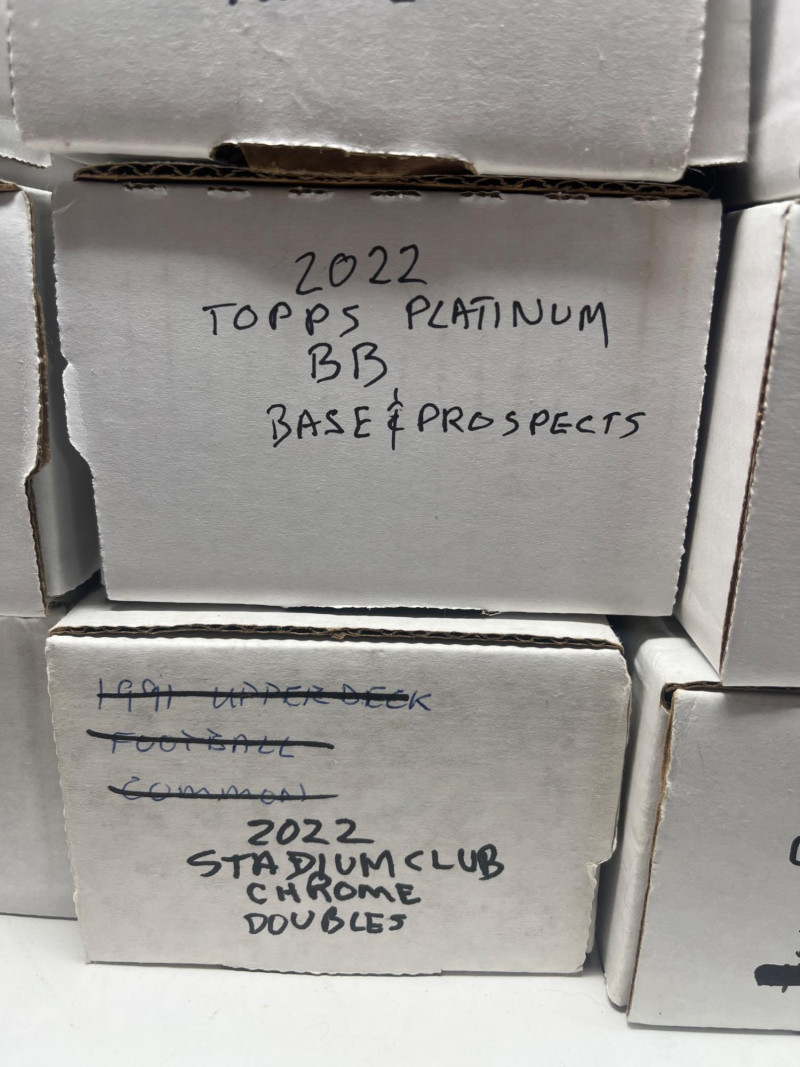 2022
TOPPS PLATINUM
BB
BASE & PROSPECTS
1991 UPPER DECK
FOOTBALL
COMMON
2022
STADIUM CLUB
CHROME
DOUBLES